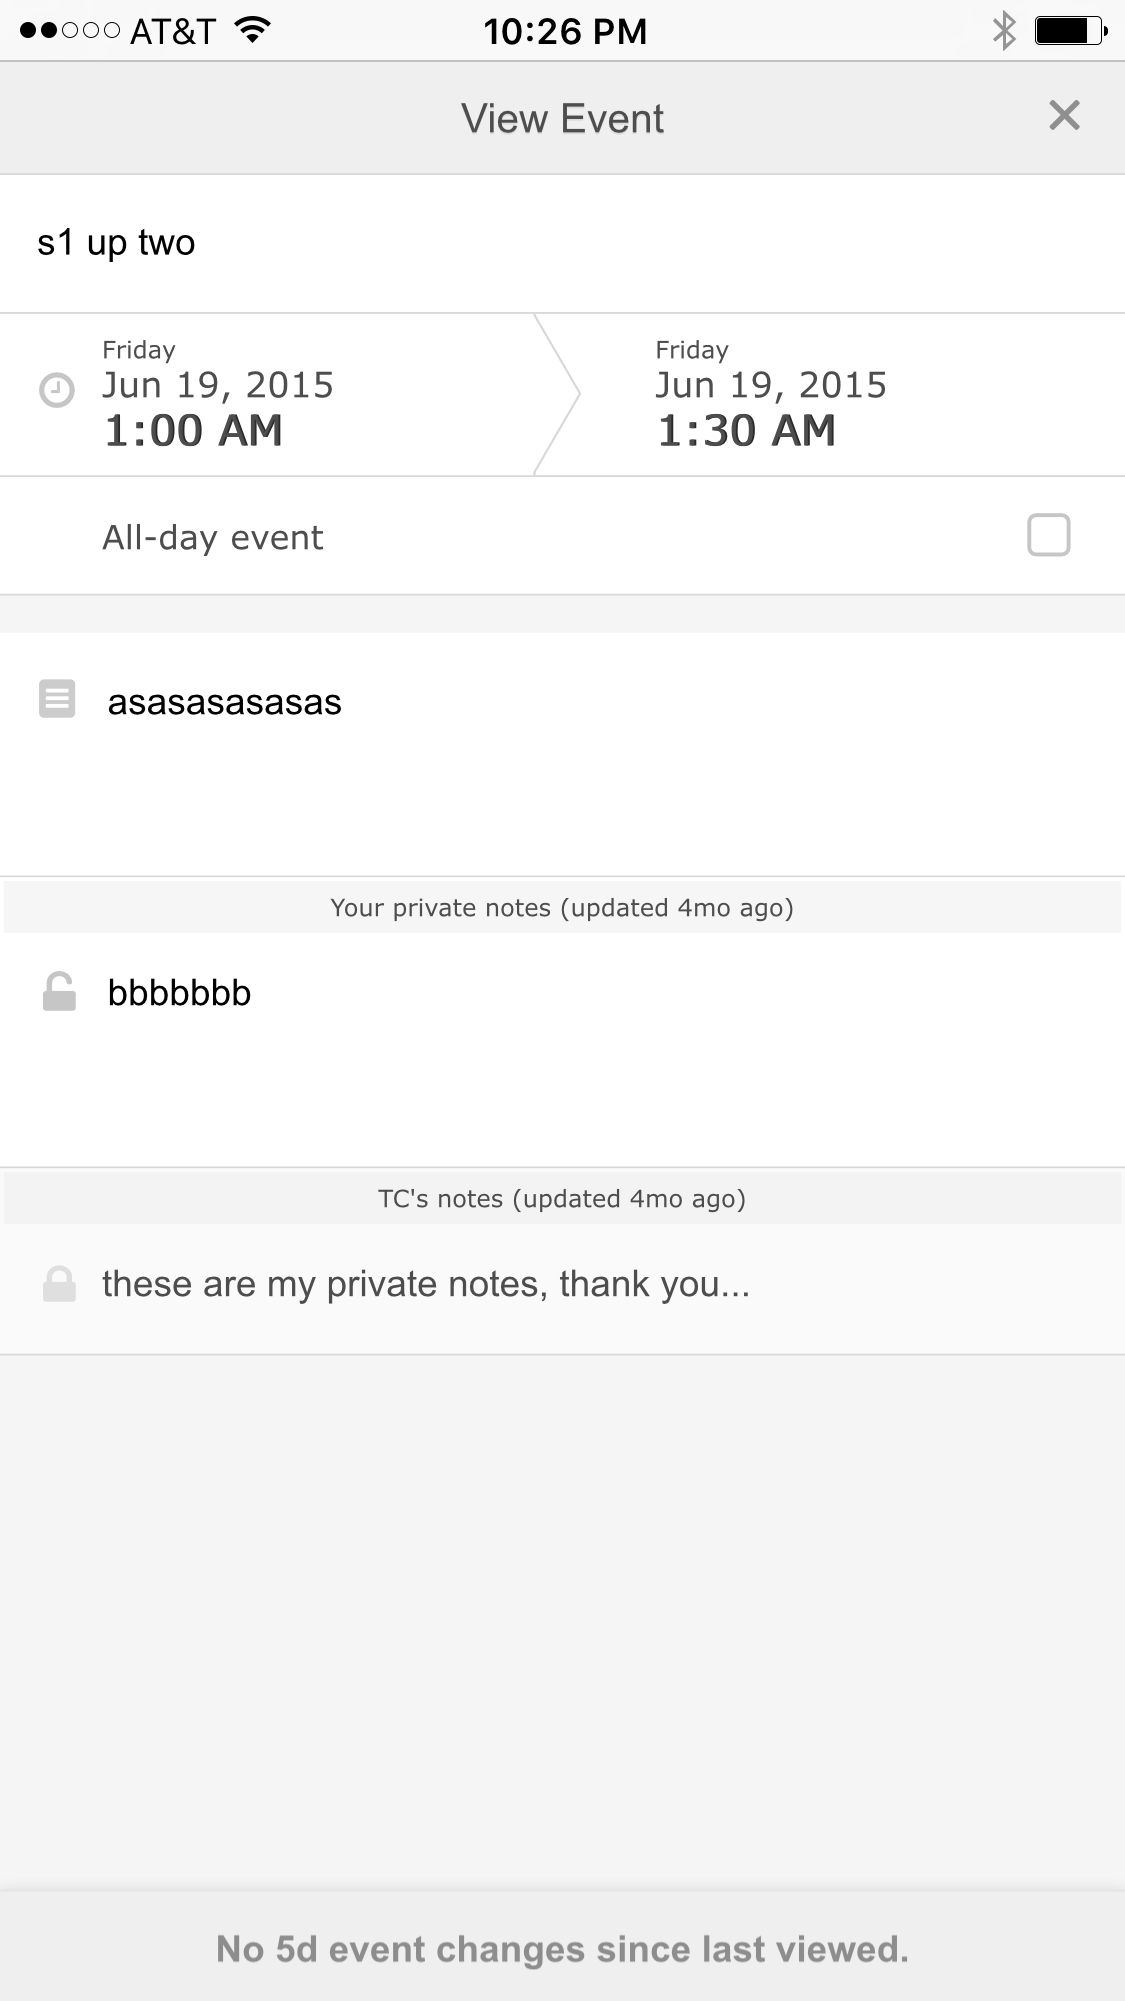 AT&T 10:26 PM
View Event
s1 up two
Friday
Jun 19, 2015
1:00 AM
Friday
Jun 19, 2015
1:30 AM
All-day event
asasasasasas
Your private notes (updated 4mo ago)
bbbbbbb
TC's notes (updated 4mo ago)
these are my private notes, thank you...
No 5d event changes since last viewed.